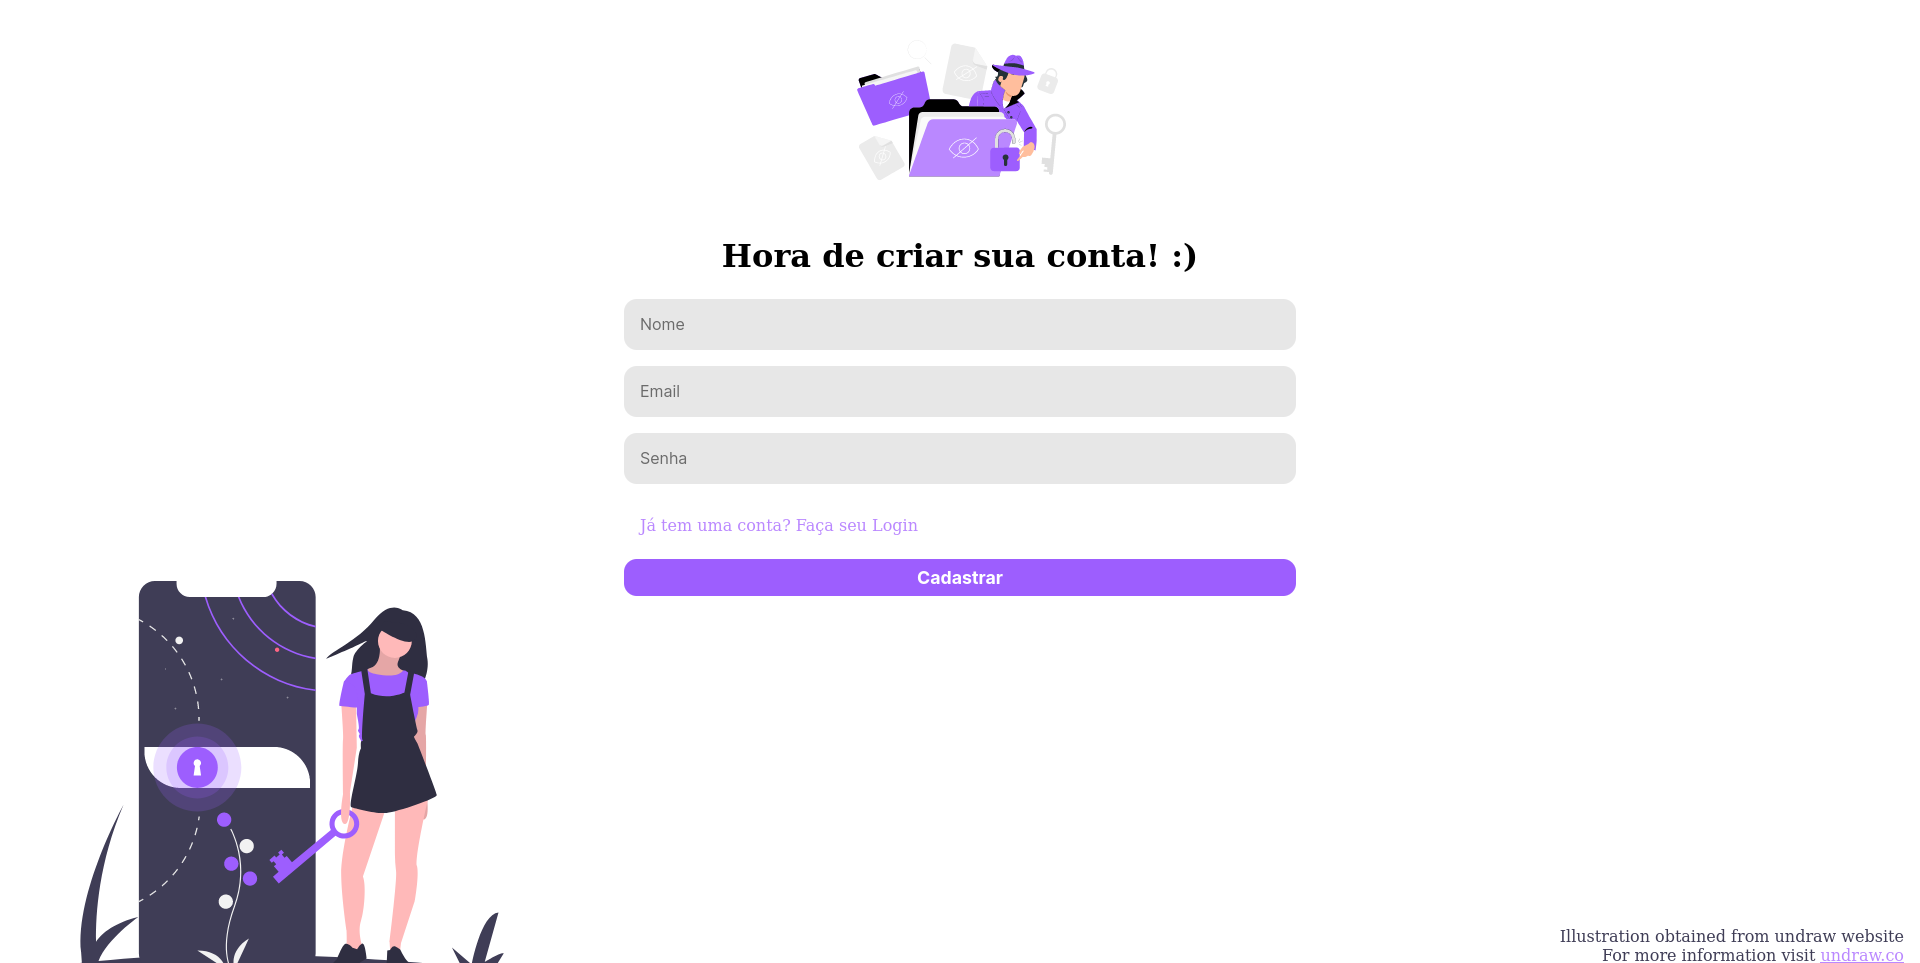 Hora de criar sua conta! :)
Nome
Email
Senha
Já tem uma conta? Faça seu Login
Cadastrar
Illustration obtained from undraw website
For more information visit undraw.co